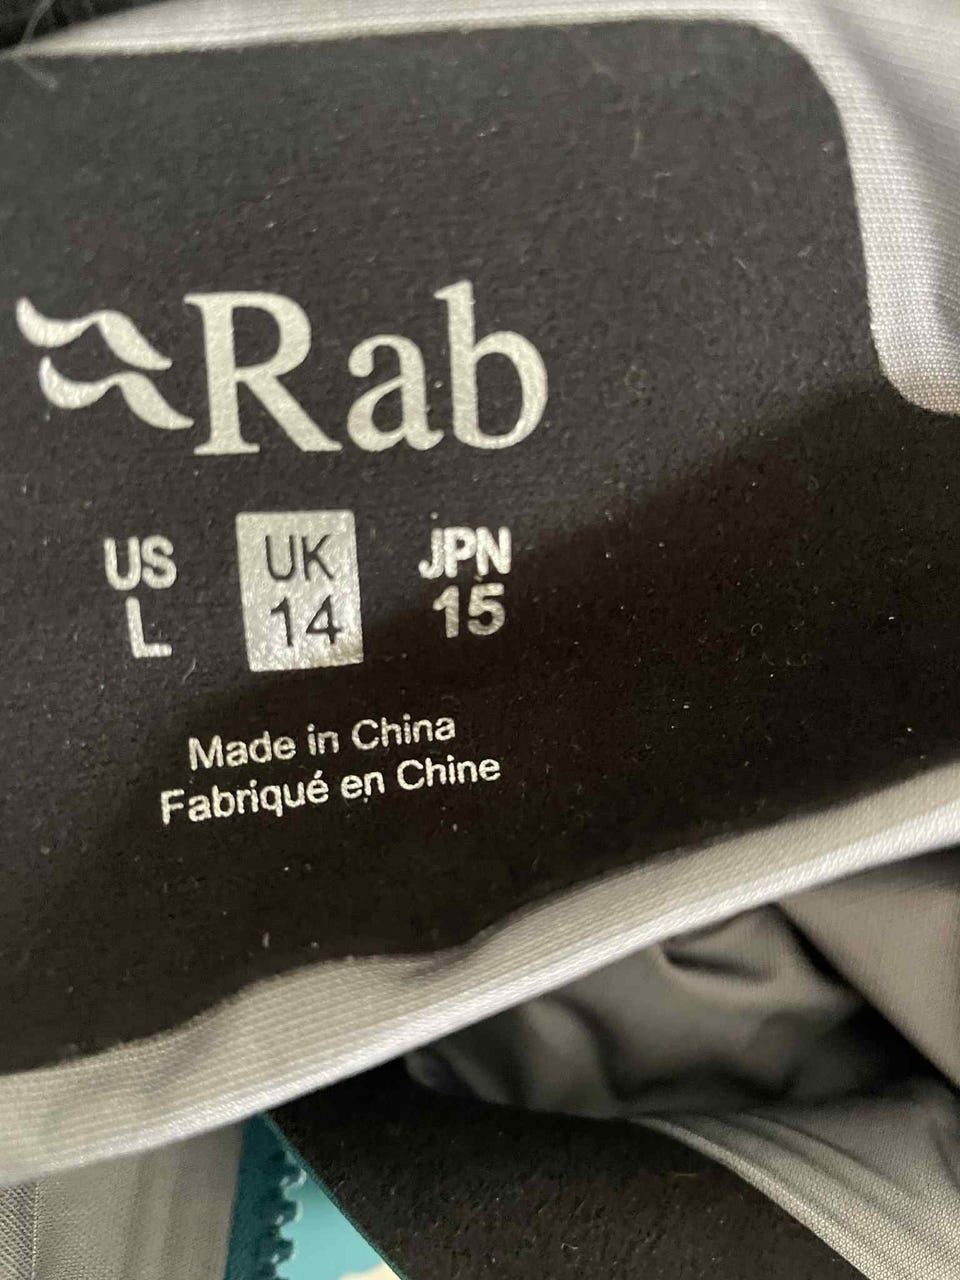 Rab
US UK JPN
L 14 15
Made in China
Fabriqué en Chine